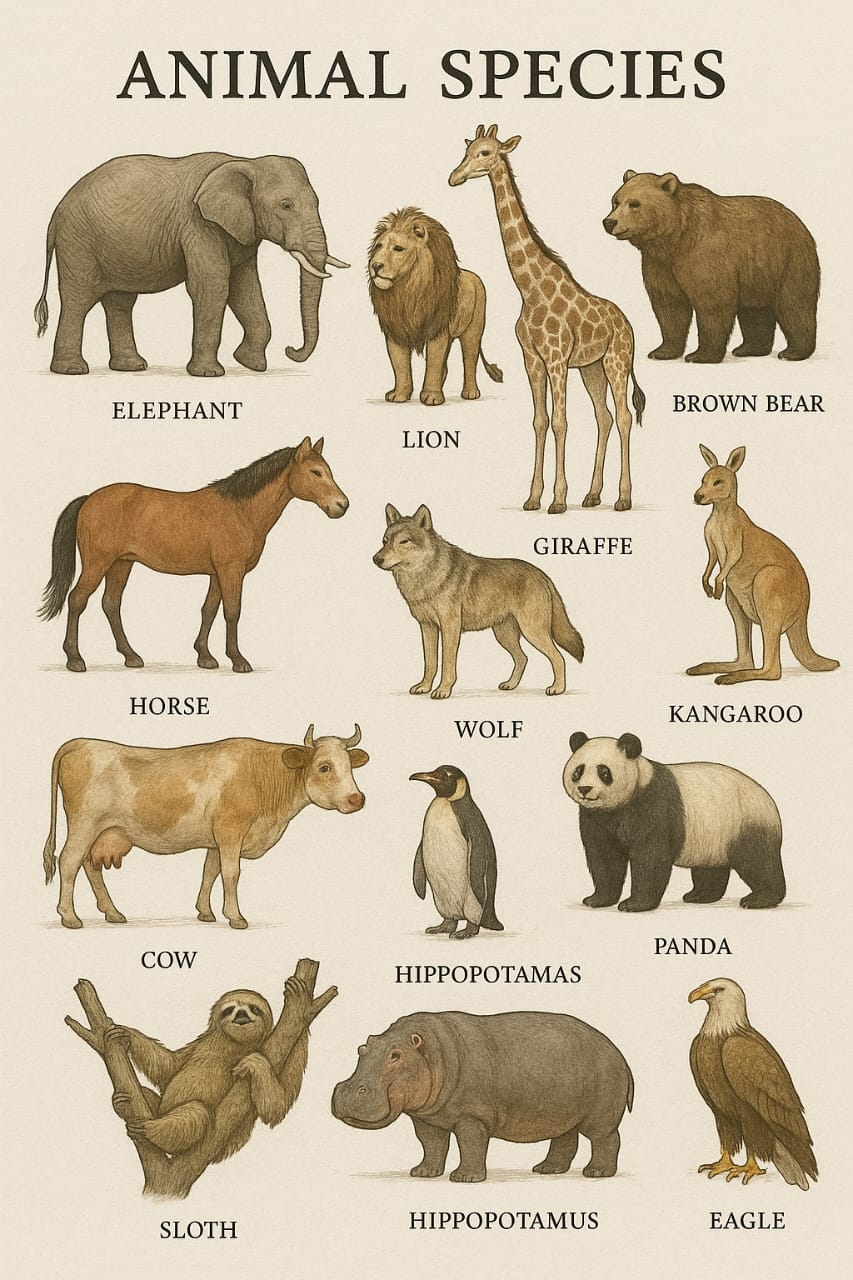 ANIMAL SPECIES
ELEPHANT
LION
BROWN BEAR
GIRAFFE
HORSE
WOLF
KANGAROO
COW
HIPPOPOTAMAS
PANDA
SLOTH
HIPPOPOTAMUS
EAGLE